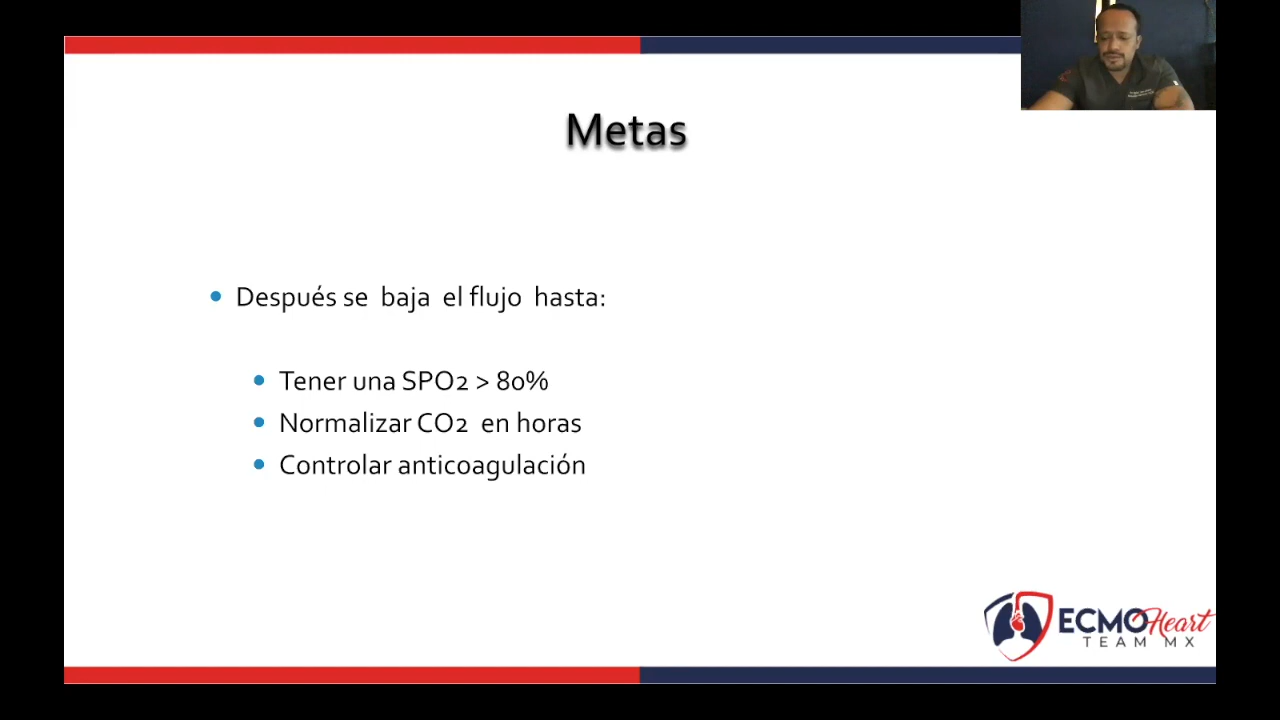 Metas
Después se baja el flujo hasta:
Tener una SPO2 > 80%
Normalizar CO2 en horas
Controlar anticoagulación
ECMO Heart
TEAM MX